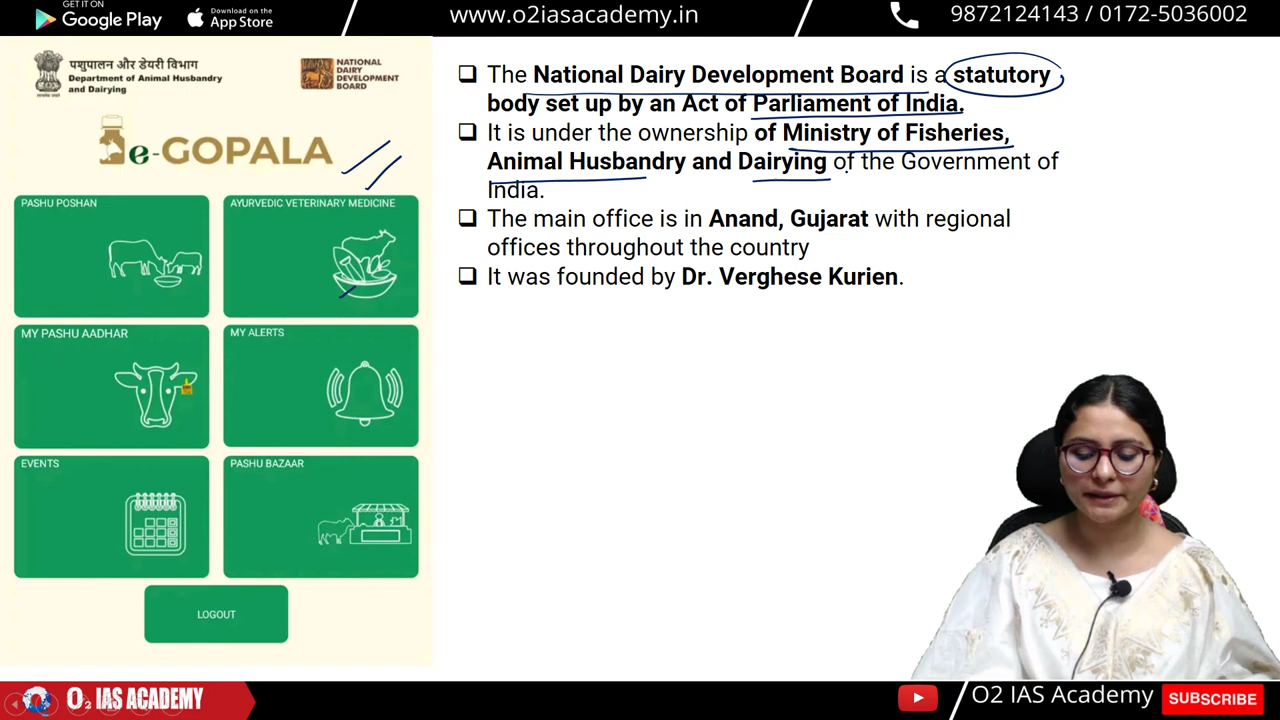 GET IT ON
Google Play
Download on the
App Store
www.o2iasacademy.in
9872124143 / 0172-5036002
पशुपालन और डेयरी विभाग
Department of Animal Husbandry
and Dairying
NATIONAL
DAIRY
DEVELOPMENT
BOARD
e-GOPALA
PASHU POSHAN
AYURVEDIC VETERINARY MEDICINE
MY PASHU AADHAR
MY ALERTS
EVENTS
PASHU BAZAAR
LOGOUT
❑ The National Dairy Development Board is a statutory
body set up by an Act of Parliament of India.
❑ It is under the ownership of Ministry of Fisheries,
Animal Husbandry and Dairying of the Government of
India.
❑ The main office is in Anand, Gujarat with regional
offices throughout the country
❑ It was founded by Dr. Verghese Kurien.
O2 IAS ACADEMY
O2 IAS Academy
SUBSCRIBE